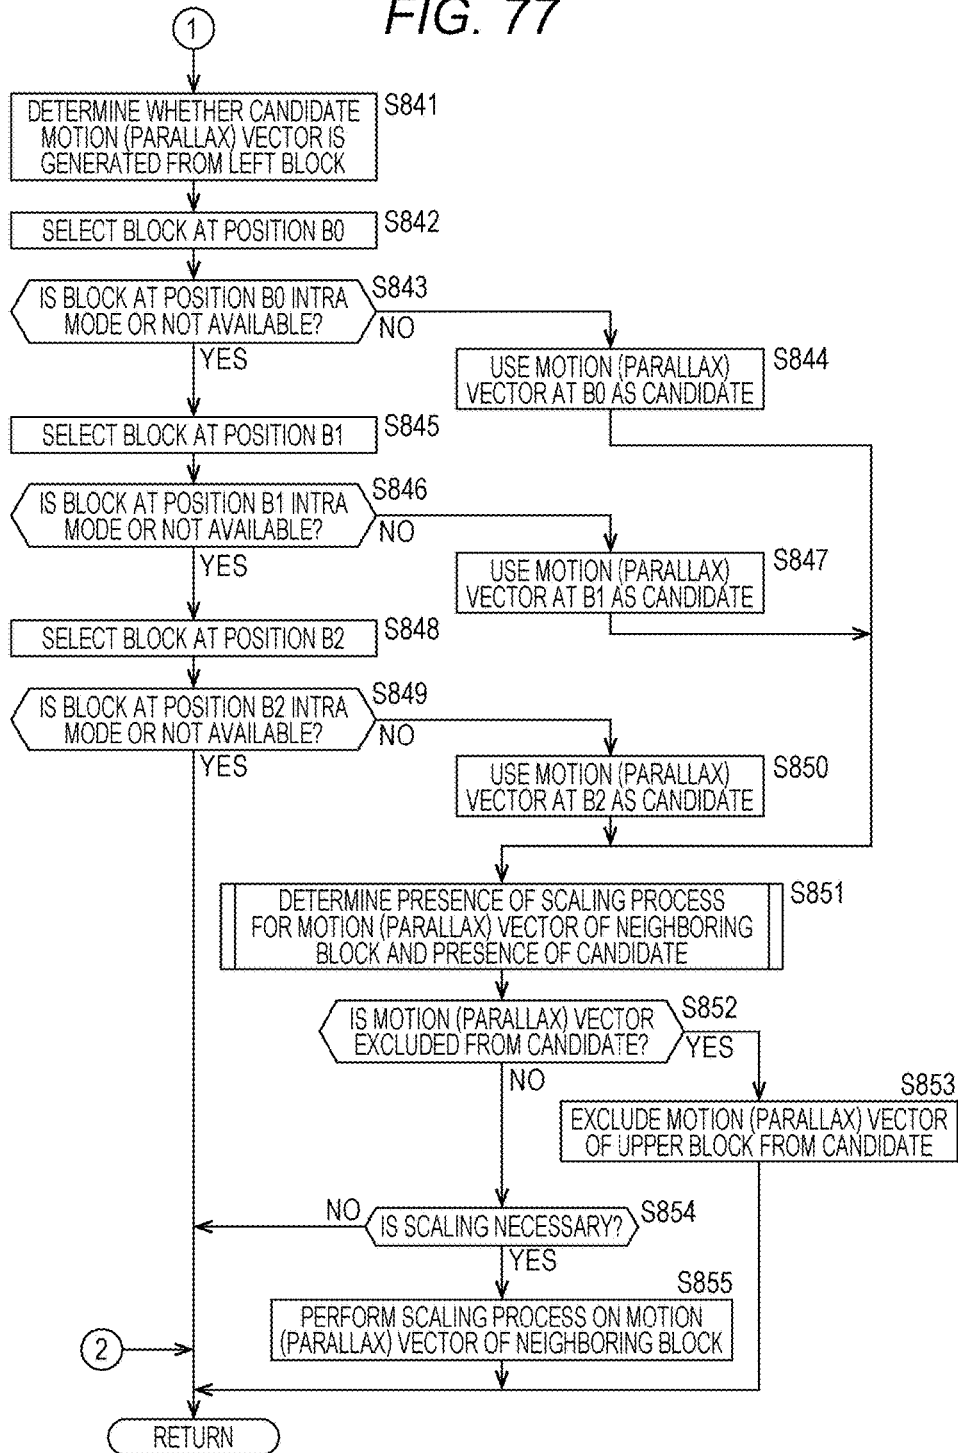 FIG. 77
1
DETERMINE WHETHER CANDIDATE
MOTION (PARALLAX) VECTOR IS
GENERATED FROM LEFT BLOCK
S841
SELECT BLOCK AT POSITION B0
S842
IS BLOCK AT POSITION B0 INTRA
MODE OR NOT AVAILABLE?
S843
NO
YES
USE MOTION (PARALLAX)
VECTOR AT B0 AS CANDIDATE
S844
SELECT BLOCK AT POSITION B1
S845
IS BLOCK AT POSITION B1 INTRA
MODE OR NOT AVAILABLE?
S846
NO
YES
USE MOTION (PARALLAX)
VECTOR AT B1 AS CANDIDATE
S847
SELECT BLOCK AT POSITION B2
S848
IS BLOCK AT POSITION B2 INTRA
MODE OR NOT AVAILABLE?
S849
NO
YES
USE MOTION (PARALLAX)
VECTOR AT B2 AS CANDIDATE
S850
DETERMINE PRESENCE OF SCALING PROCESS
FOR MOTION (PARALLAX) VECTOR OF NEIGHBORING
BLOCK AND PRESENCE OF CANDIDATE
S851
IS MOTION (PARALLAX) VECTOR
EXCLUDED FROM CANDIDATE?
S852
YES
NO
S853
EXCLUDE MOTION (PARALLAX) VECTOR
OF UPPER BLOCK FROM CANDIDATE
NO
IS SCALING NECESSARY?
S854
YES
S855
PERFORM SCALING PROCESS ON MOTION
(PARALLAX) VECTOR OF NEIGHBORING BLOCK
2
RETURN